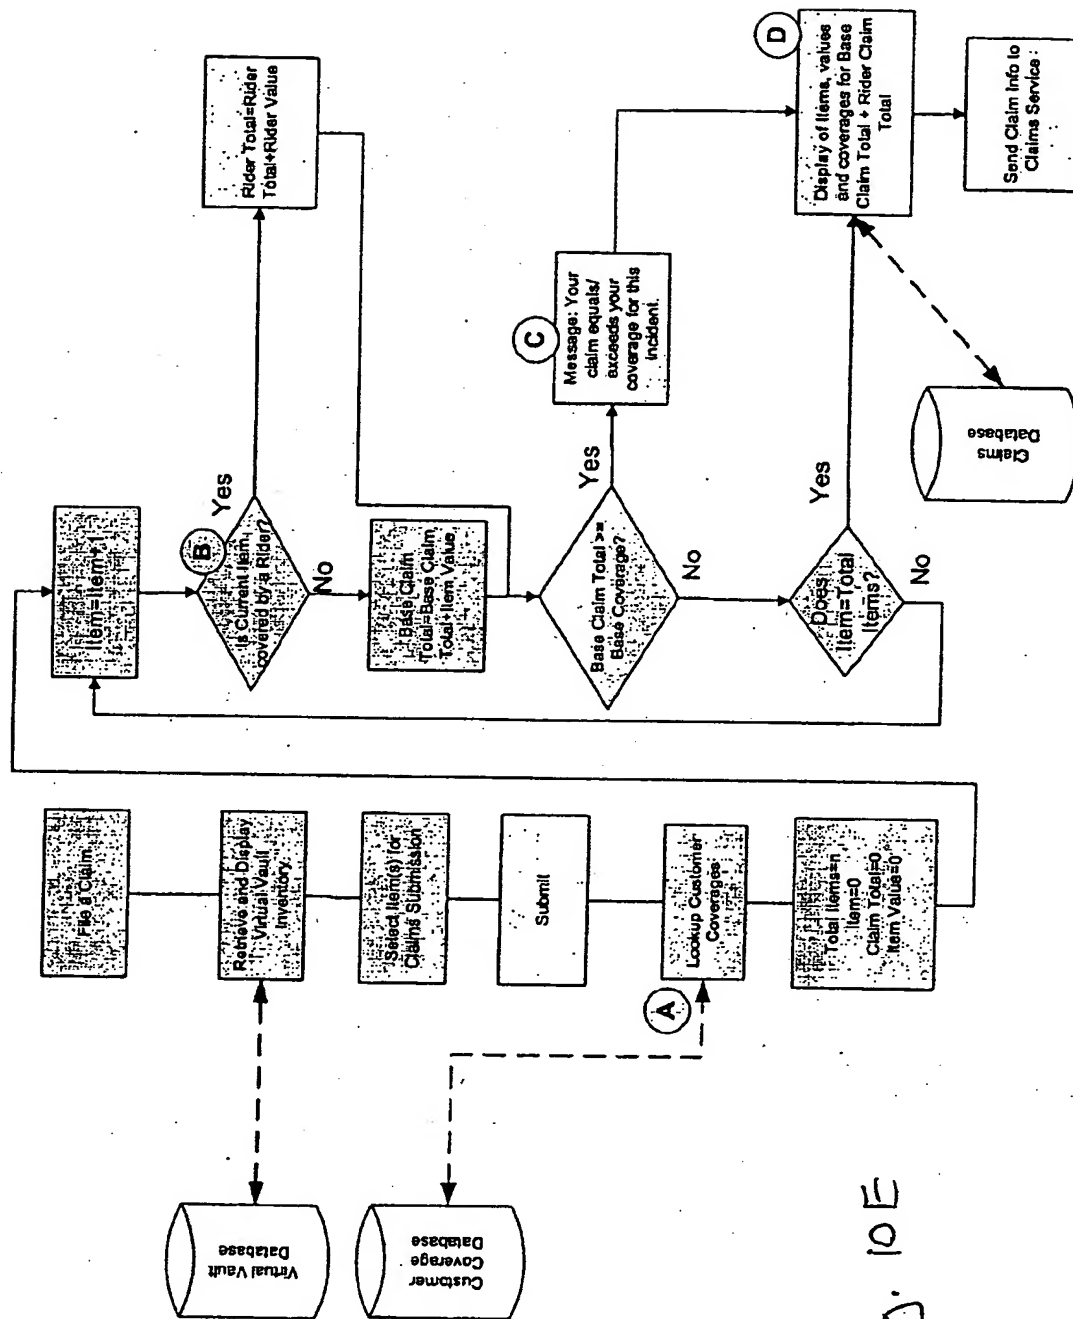 File a Claim
Retrieve and Display
Virtual Vault
Inventory
Select Item(s) for
Claims Submission
Submit
A
Lookup Customer
Coverages
Total Items=n
Item=0
Claim Total=0
Item Value=0
Virtual Vault
Database
Customer
Coverage
Database
Item=Item+1
B
Is Current Item
covered by a Rider?
Yes
No
Rider Total=Rider
Total+Rider Value
Base Claim
Total=Base Claim
Total+Item Value
Base Claim Total >=
Base Coverage?
Yes
No
C
Message: Your
claim equals/
exceeds your
coverage for this
incident.
Does
Item=Total
Items?
Yes
No
D
Display of Items, values
and coverages for Base
Claim Total + Rider Claim
Total
Claims
Database
Send Claim Info to
Claims Service :
10E